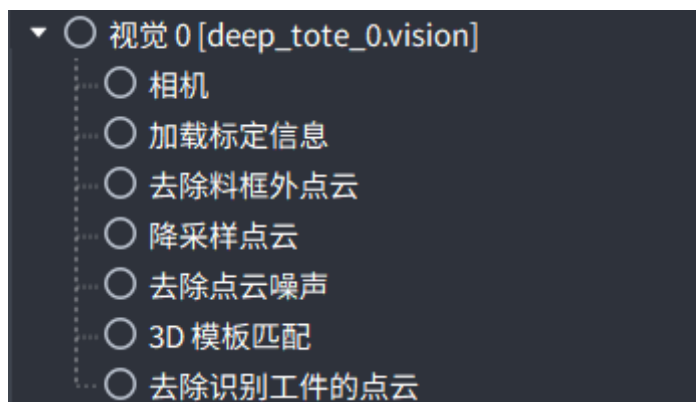 视觉 0 [deep_tote_0.vision]
相机
加载标定信息
去除料框外点云
降采样点云
去除点云噪声
3D 模板匹配
去除识别工件的点云